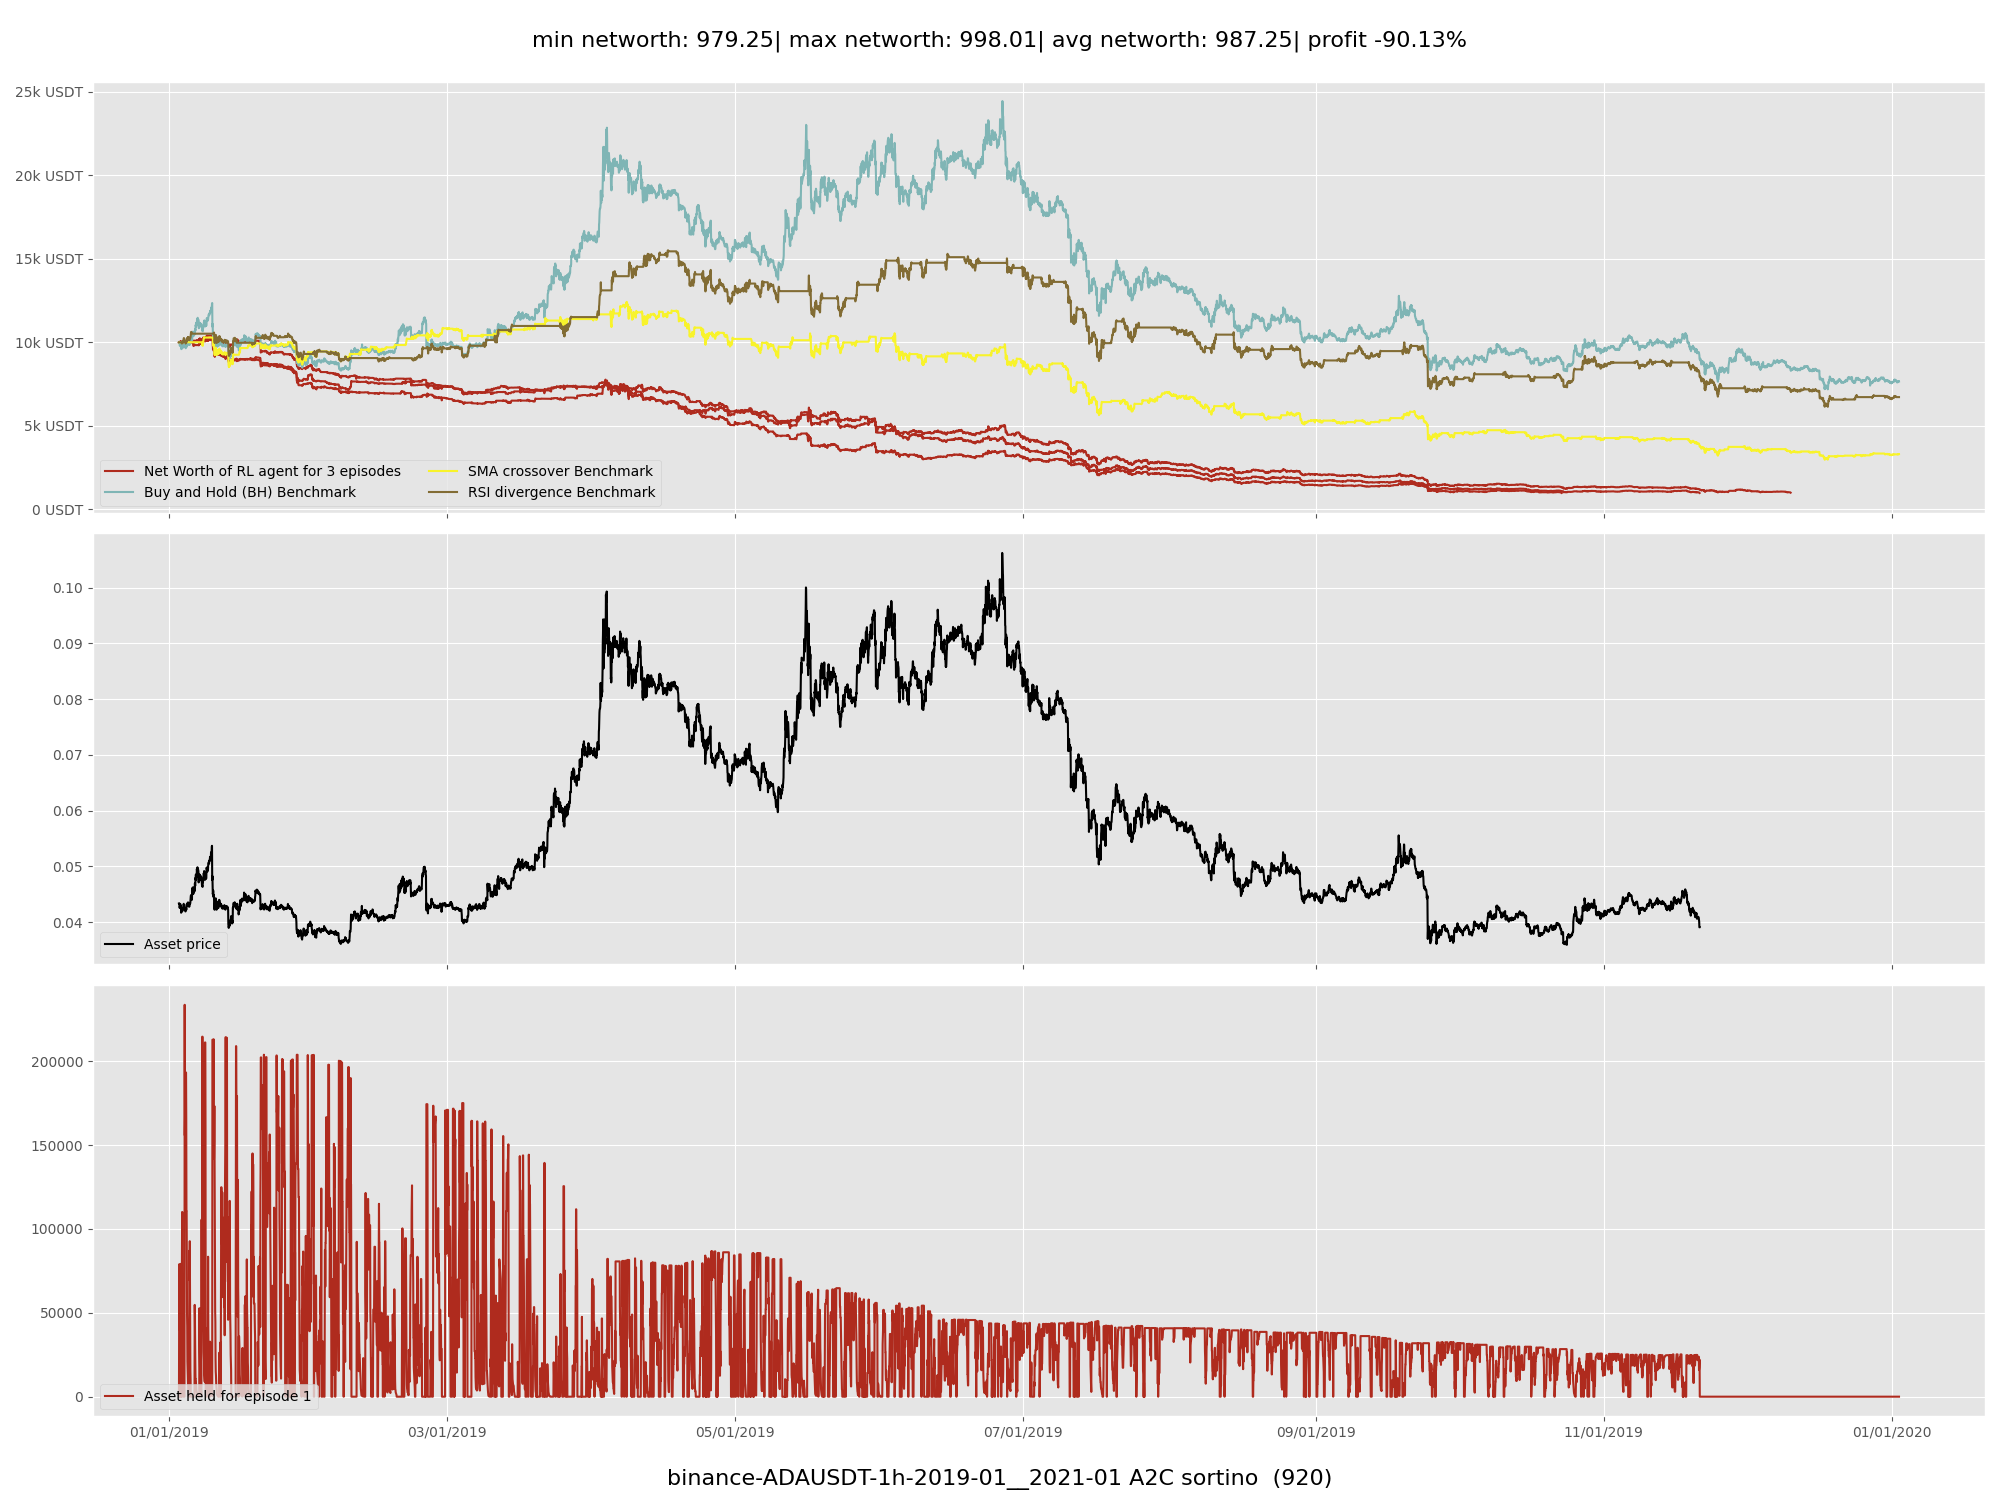 min networth: 979.25| max networth: 998.01| avg networth: 987.25| profit -90.13%
25k USDT
20k USDT
15k USDT
10k USDT
5k USDT
0 USDT
Net Worth of RL agent for 3 episodes
Buy and Hold (BH) Benchmark
SMA crossover Benchmark
RSI divergence Benchmark
0.10
0.09
0.08
0.07
0.06
0.05
0.04
Asset price
200000
150000
100000
50000
0
Asset held for episode 1
01/01/2019 03/01/2019 05/01/2019 07/01/2019 09/01/2019 11/01/2019 01/01/2020
binance-ADAUSDT-1h-2019-01__2021-01 A2C sortino (920)